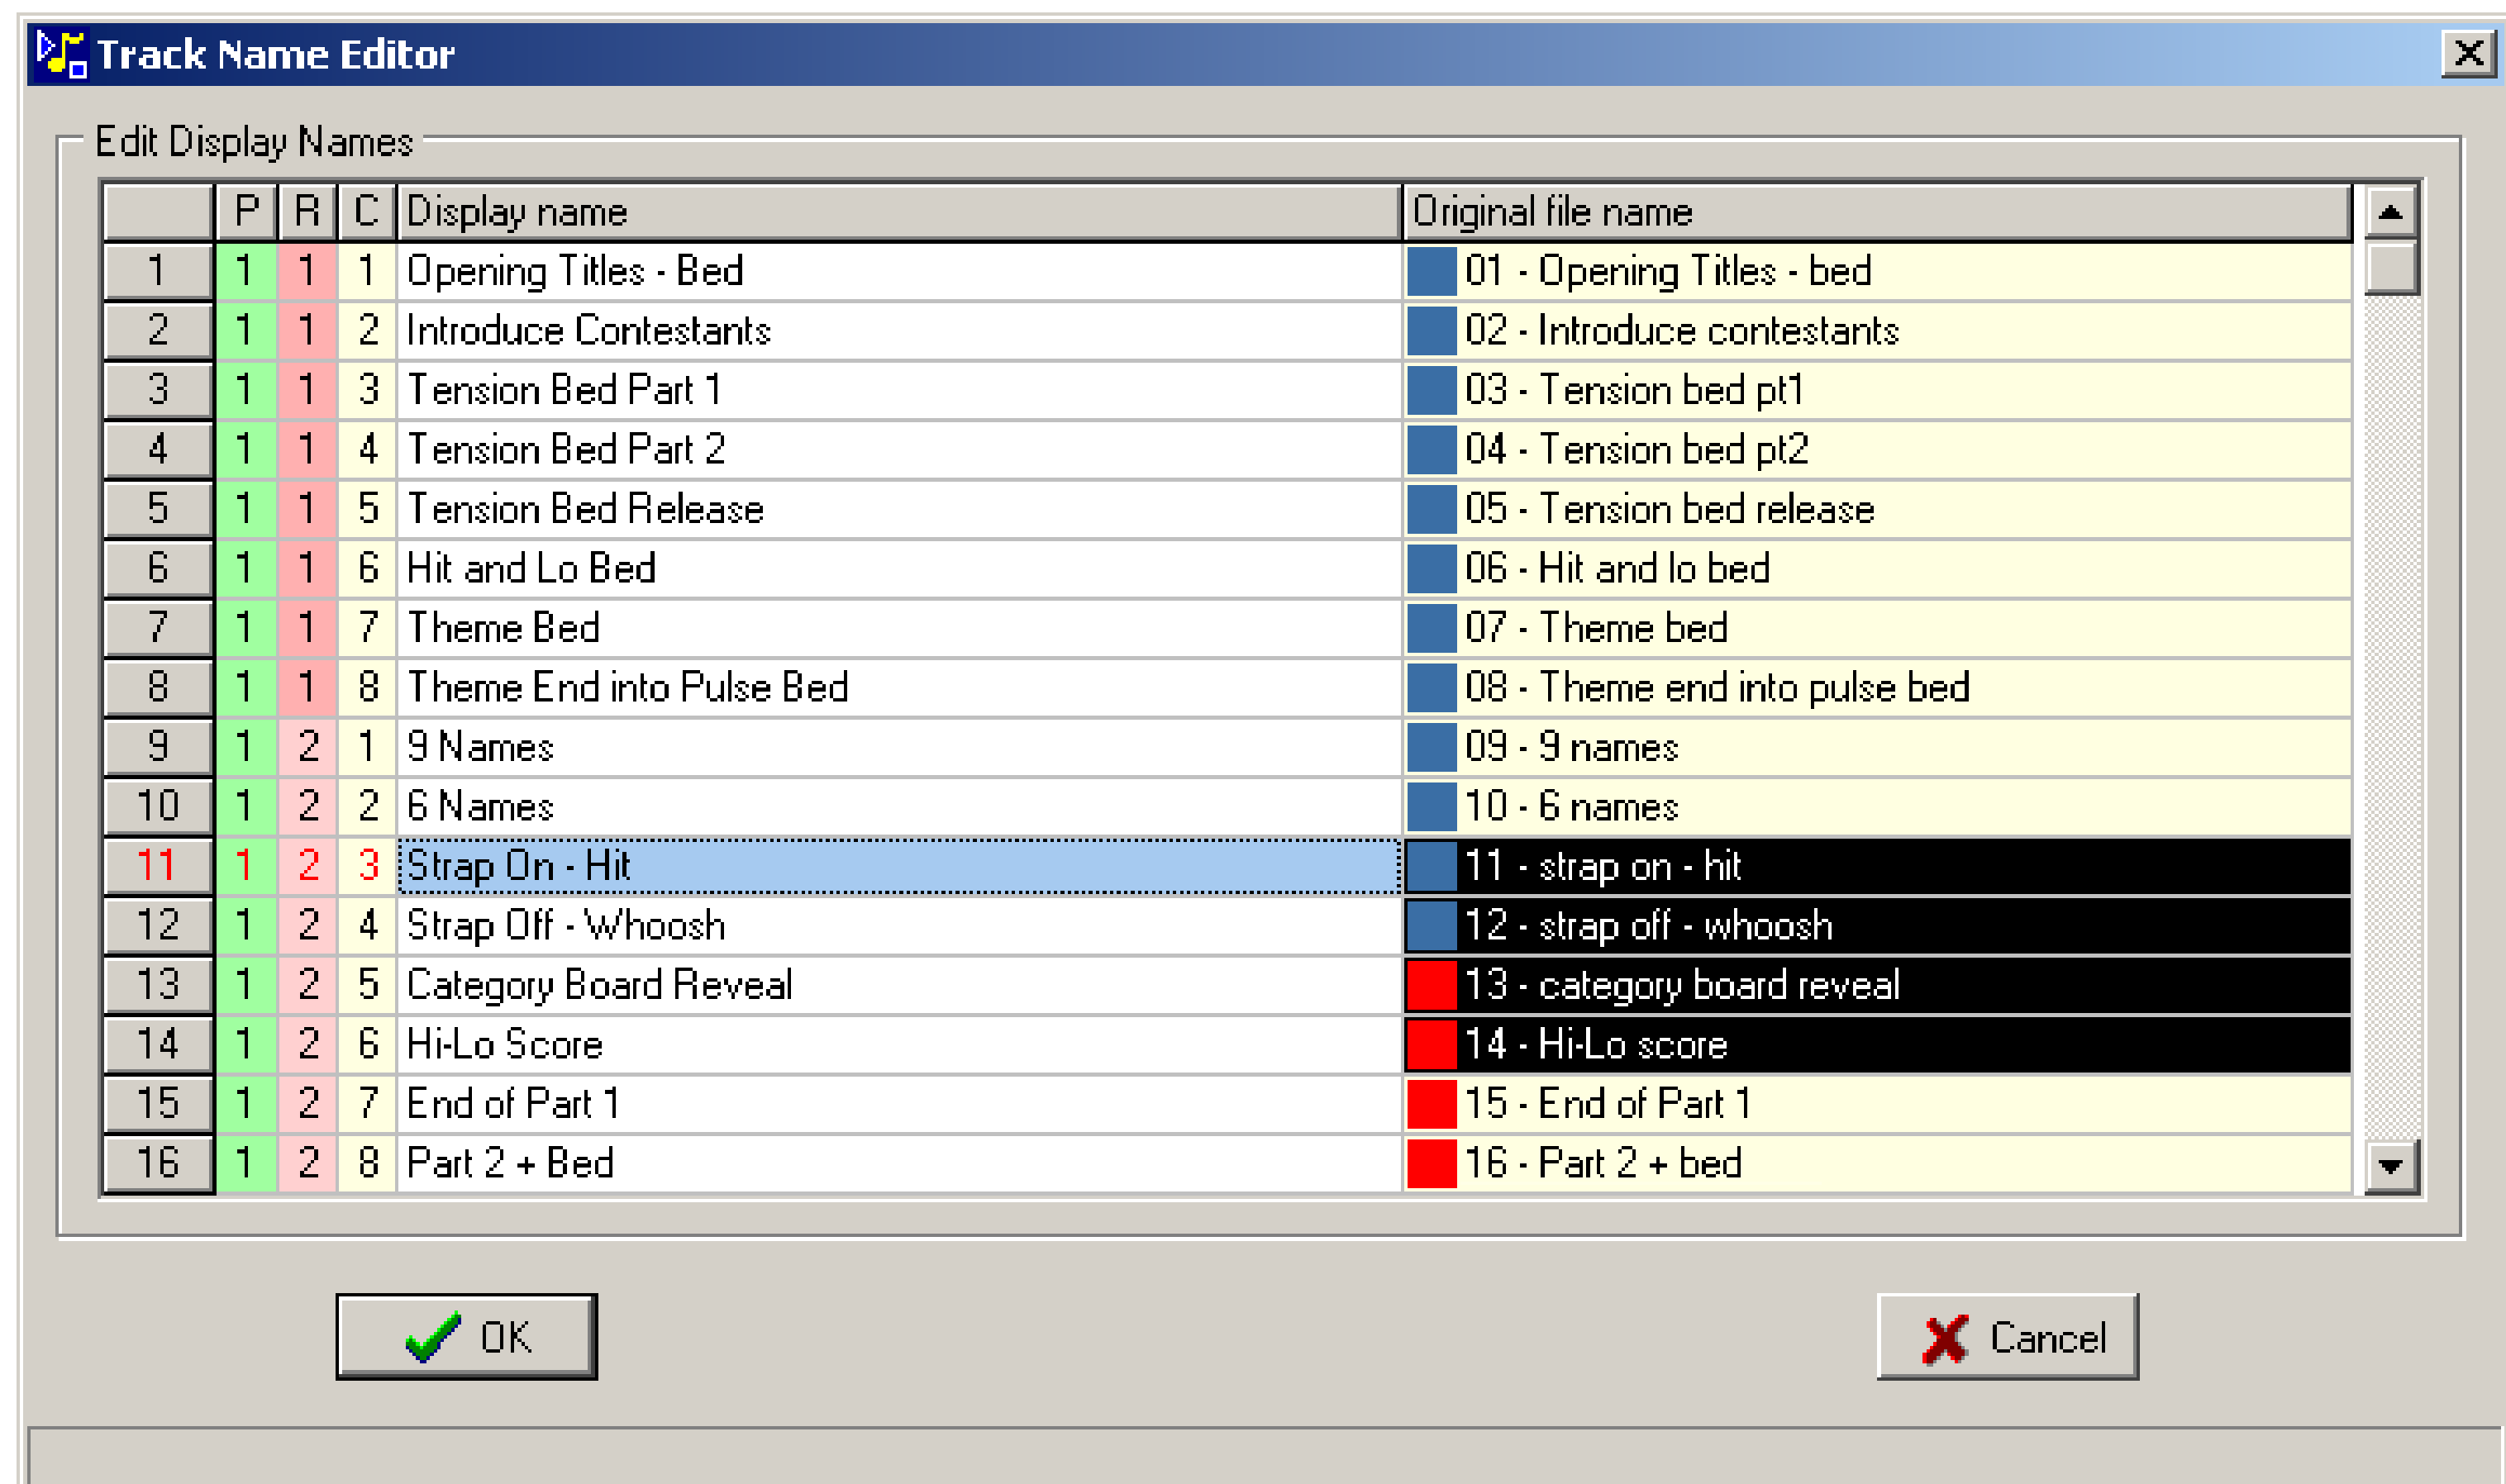 Track Name Editor
Edit Display Names
P R C Display name Original file name
1 1 1 1 Opening Titles - Bed 01 - Opening Titles - bed
2 1 1 2 Introduce Contestants 02 - Introduce contestants
3 1 1 3 Tension Bed Part 1 03 - Tension bed pt1
4 1 1 4 Tension Bed Part 2 04 - Tension bed pt2
5 1 1 5 Tension Bed Release 05 - Tension bed release
6 1 1 6 Hit and Lo Bed 06 - Hit and lo bed
7 1 1 7 Theme Bed 07 - Theme bed
8 1 1 8 Theme End into Pulse Bed 08 - Theme end into pulse bed
9 1 2 1 9 Names 09 - 9 names
10 1 2 2 6 Names 10 - 6 names
11 1 2 3 Strap On - Hit 11 - strap on - hit
12 1 2 4 Strap Off - Whoosh 12 - strap off - whoosh
13 1 2 5 Category Board Reveal 13 - category board reveal
14 1 2 6 Hi-Lo Score 14 - Hi-Lo score
15 1 2 7 End of Part 1 15 - End of Part 1
16 1 2 8 Part 2 + Bed 16 - Part 2 + bed
OK Cancel